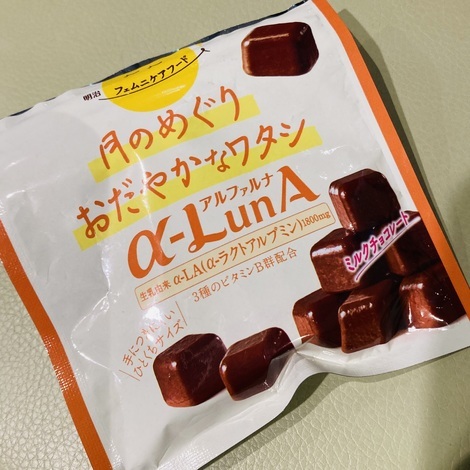 明治 フェムニケアフード
月のめぐり
おだやかなワタシ
アルファルナ
α-LunA
生乳由来 α-LA(α-ラクトアルブミン)1800mg
3種のビタミンB群配合
ミルクチョコレート
手につきにくい
ひとくちサイズ